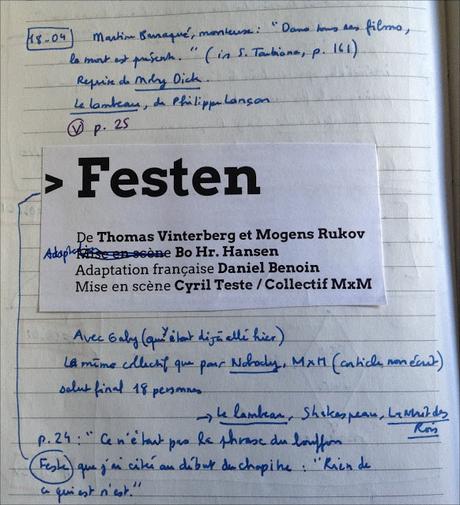 18-04 Martine Barraqué, monteuse : "Dans tous ses films,
la mort est présente." (in S. Toubiana, p. 161)
Reprise de Moby Dick.
Le lambeau, de Philippe Lançon
V p. 25
> Festen
De Thomas Vinterberg et Mogens Rukov
Adaptation Mise en scène Bo Hr. Hansen
Adaptation française Daniel Benoin
Mise en scène Cyril Teste / Collectif MxM
Avec Gaby (qui y était déjà allé hier)
Le même collectif que pour Nobody, MxM (article non écrit)
salut final 18 personnes
→ Le lambeau, Shakespeare, La Nuit des
Rois
p. 24 : "Ce n'était pas la phrase du bouffon
Feste que j'ai cité au début du chapitre : "Rien de
ce qui est n'est."